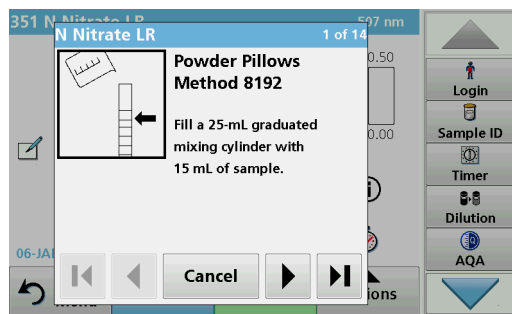 351 N Nitrate LR
507 nm
N Nitrate LR
1 of 14
Powder Pillows
Method 8192
Fill a 25-mL graduated
mixing cylinder with
15 mL of sample.
0.50
0.00
06-JA
Cancel
Menu
ions
Login
Sample ID
Timer
Dilution
AQA